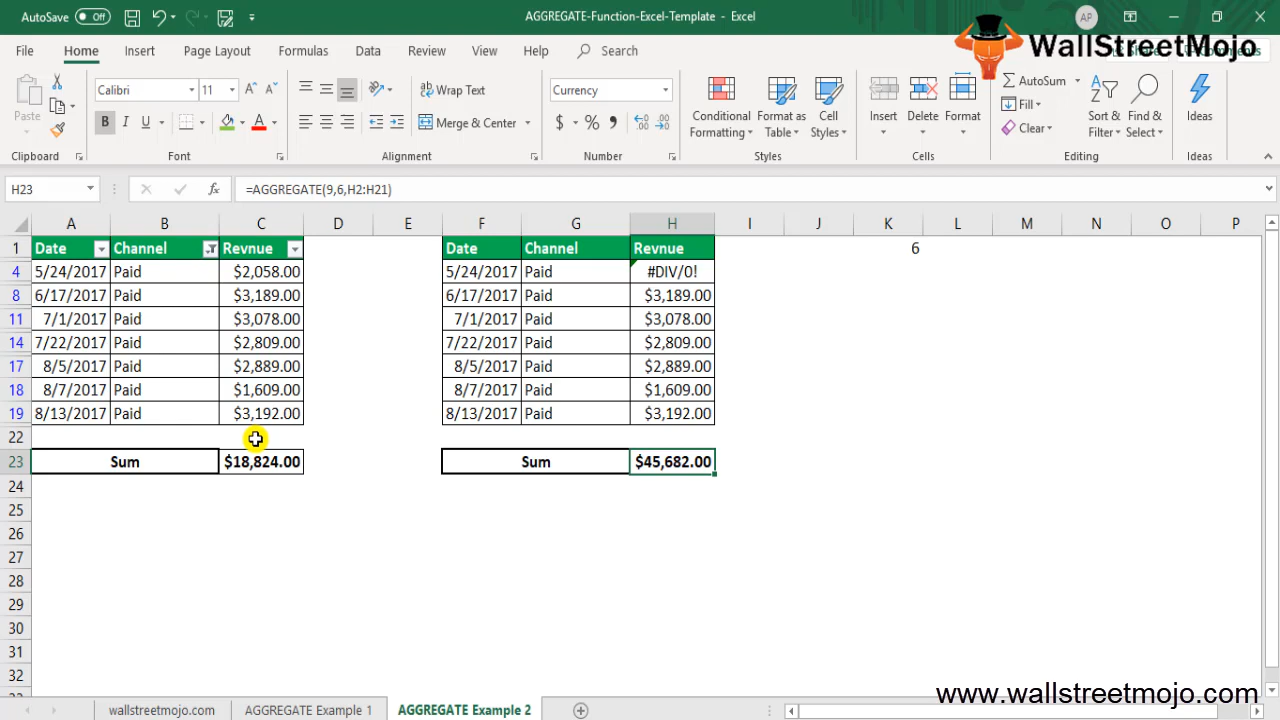 AutoSave Off
AGGREGATE-Function-Excel-Template - Excel
AP
WallStreetMojo
File Home Insert Page Layout Formulas Data Review View Help Search
Paste
Clipboard
Calibri 11
B I U
Font
Wrap Text
Merge & Center
Alignment
Currency
$ % ,
Number
Conditional Formatting
Format as Table
Cell Styles
Styles
Insert Delete Format
Cells
AutoSum
Fill
Clear
Sort & Filter
Find & Select
Editing
Ideas
Ideas
H23 fx =AGGREGATE(9,6,H2:H21)
A B C D E F G H I J K L M N O P
1 Date Channel Revnue Date Channel Revnue 6
4 5/24/2017 Paid $2,058.00 5/24/2017 Paid #DIV/0!
8 6/17/2017 Paid $3,189.00 6/17/2017 Paid $3,189.00
11 7/1/2017 Paid $3,078.00 7/1/2017 Paid $3,078.00
14 7/22/2017 Paid $2,809.00 7/22/2017 Paid $2,809.00
17 8/5/2017 Paid $2,889.00 8/5/2017 Paid $2,889.00
18 8/7/2017 Paid $1,609.00 8/7/2017 Paid $1,609.00
19 8/13/2017 Paid $3,192.00 8/13/2017 Paid $3,192.00
22
23 Sum $18,824.00 Sum $45,682.00
24
25
26
27
28
29
30
31
32
www.wallstreetmojo.com
wallstreetmojo.com AGGREGATE Example 1 AGGREGATE Example 2